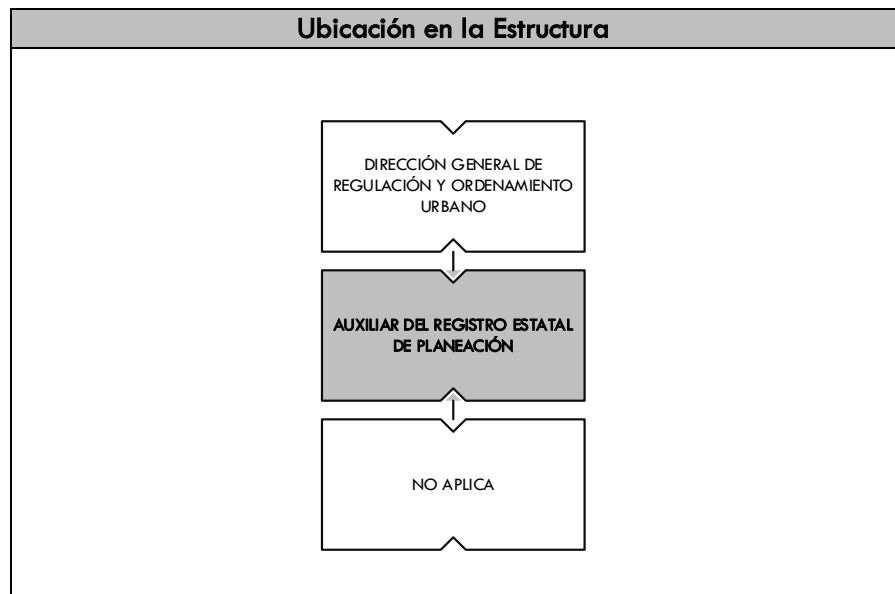 Ubicación en la Estructura
DIRECCIÓN GENERAL DE
REGULACIÓN Y ORDENAMIENTO
URBANO
AUXILIAR DEL REGISTRO ESTATAL
DE PLANEACIÓN
NO APLICA